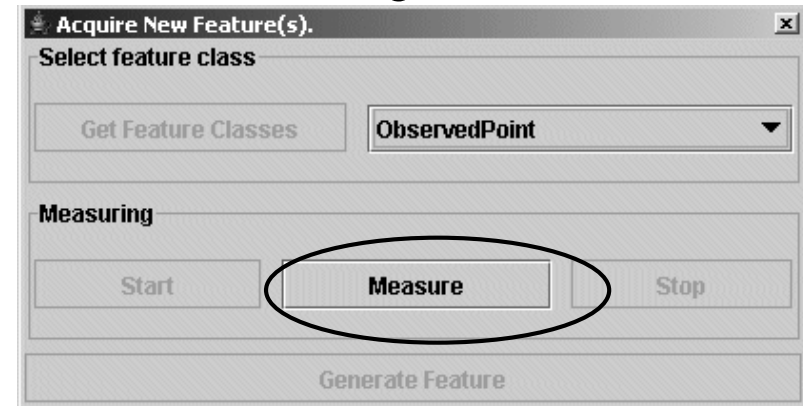 Acquire New Feature(s).
Select feature class
Get Feature Classes ObservedPoint
Measuring
Start Measure Stop
Generate Feature